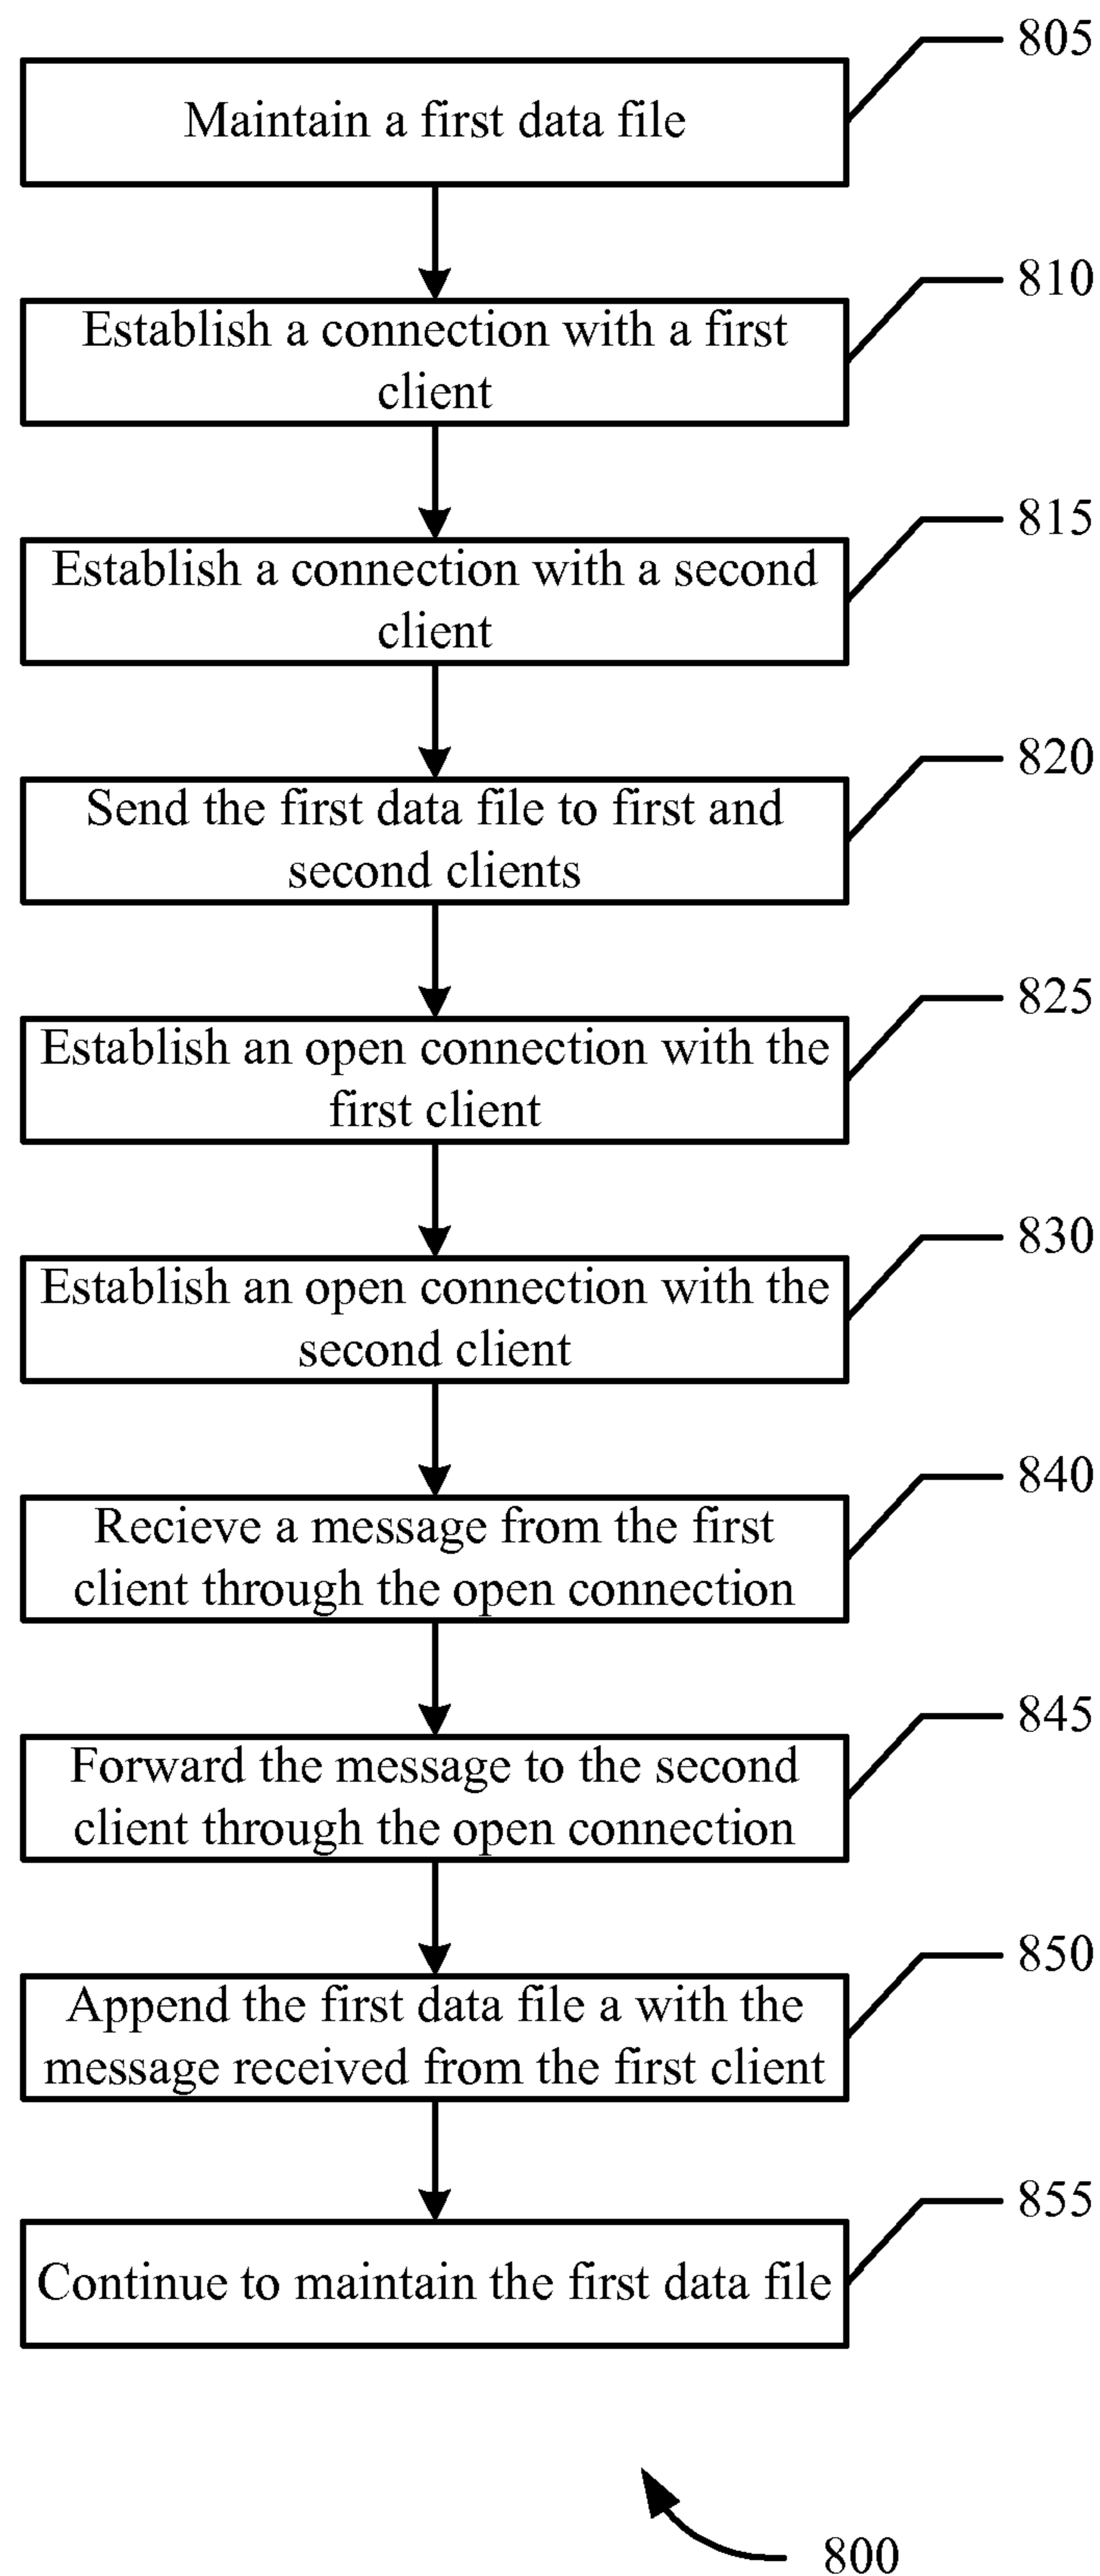 805
Maintain a first data file
810
Establish a connection with a first
client
815
Establish a connection with a second
client
820
Send the first data file to first and
second clients
825
Establish an open connection with the
first client
830
Establish an open connection with the
second client
840
Recieve a message from the first
client through the open connection
845
Forward the message to the second
client through the open connection
850
Append the first data file a with the
message received from the first client
855
Continue to maintain the first data file
800